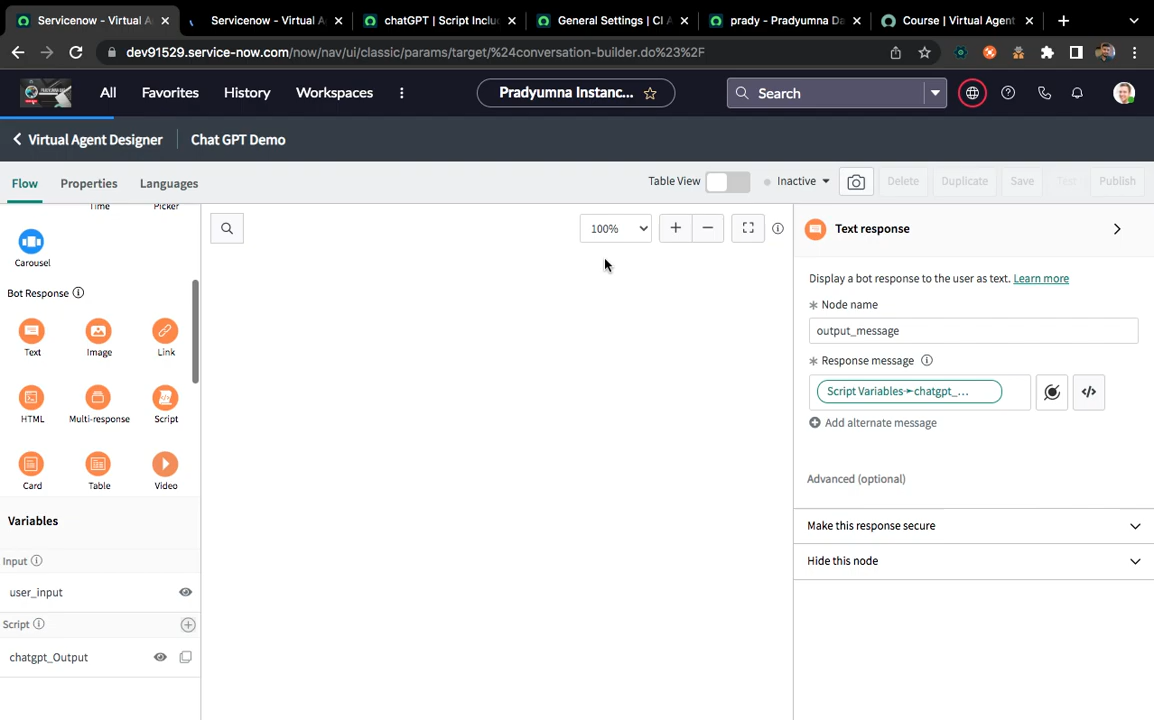 Servicenow - Virtual A
Servicenow - Virtual A
chatGPT | Script Inclu
General Settings | CI A
prady - Pradyumna Da
Course | Virtual Agent
dev91529.service-now.com/now/nav/ui/classic/params/target/%24conversation-builder.do%23%2F
All
Favorites
History
Workspaces
Pradyumna Instanc...
Search
Virtual Agent Designer
Chat GPT Demo
Flow
Properties
Languages
Table View
Inactive
Delete
Duplicate
Save
Test
Publish
Time
Picker
Carousel
Bot Response
Text
Image
Link
HTML
Multi-response
Script
Card
Table
Video
Variables
Input
user_input
Script
chatgpt_Output
100%
Text response
Display a bot response to the user as text. Learn more
Node name
output_message
Response message
Script Variables➛chatgpt_...
</>
Add alternate message
Advanced (optional)
Make this response secure
Hide this node